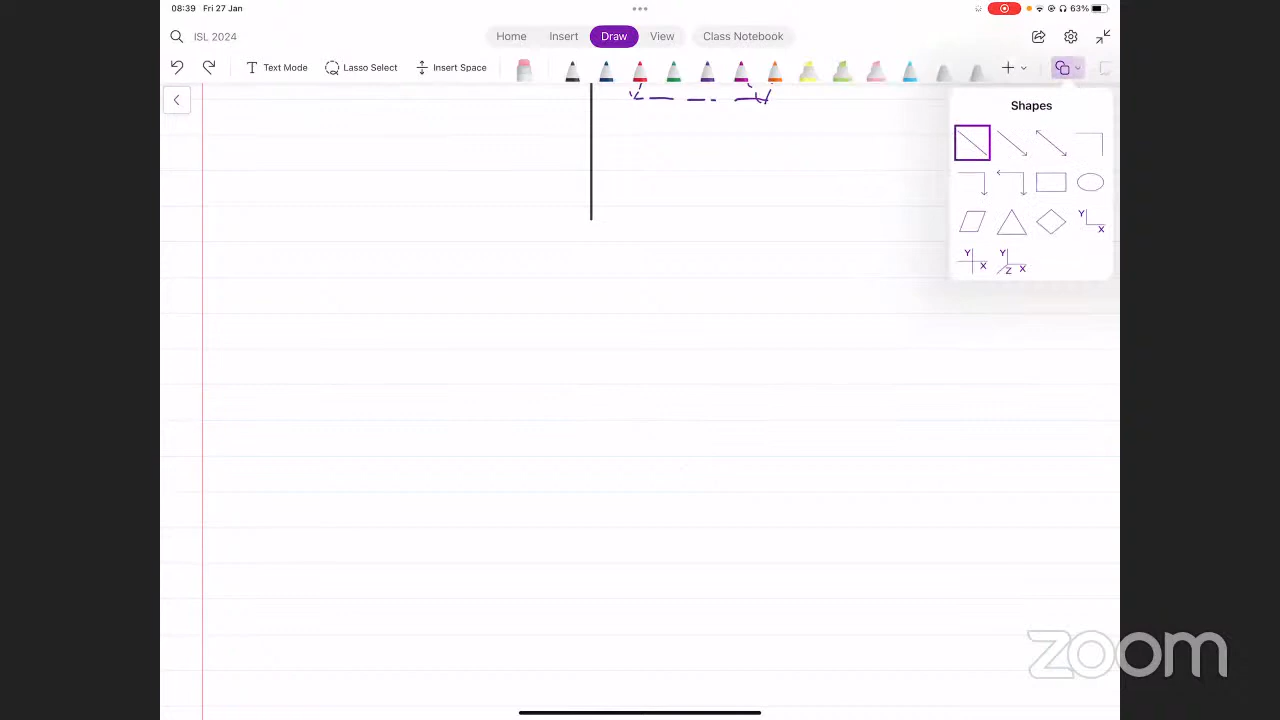 08:39 Fri 27 Jan
63%
ISL 2024
Home Insert Draw View Class Notebook
Text Mode Lasso Select Insert Space
Shapes
Y
X
Y
X
Y
Z X
zoom